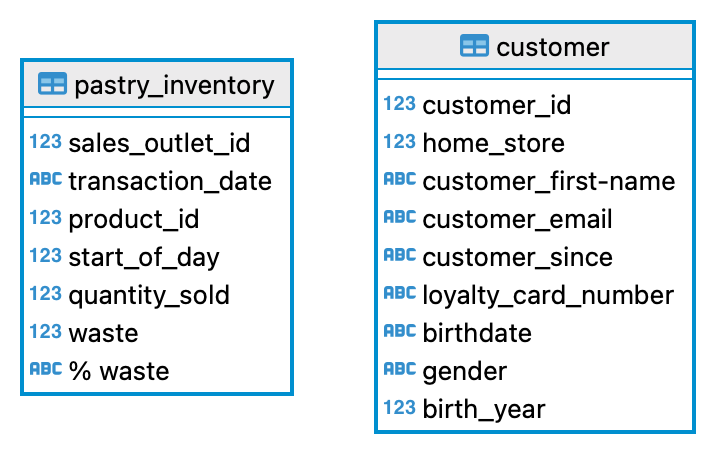 pastry_inventory
123 sales_outlet_id
ABC transaction_date
123 product_id
123 start_of_day
123 quantity_sold
123 waste
ABC % waste
customer
123 customer_id
123 home_store
ABC customer_first-name
ABC customer_email
ABC customer_since
ABC loyalty_card_number
ABC birthdate
ABC gender
123 birth_year